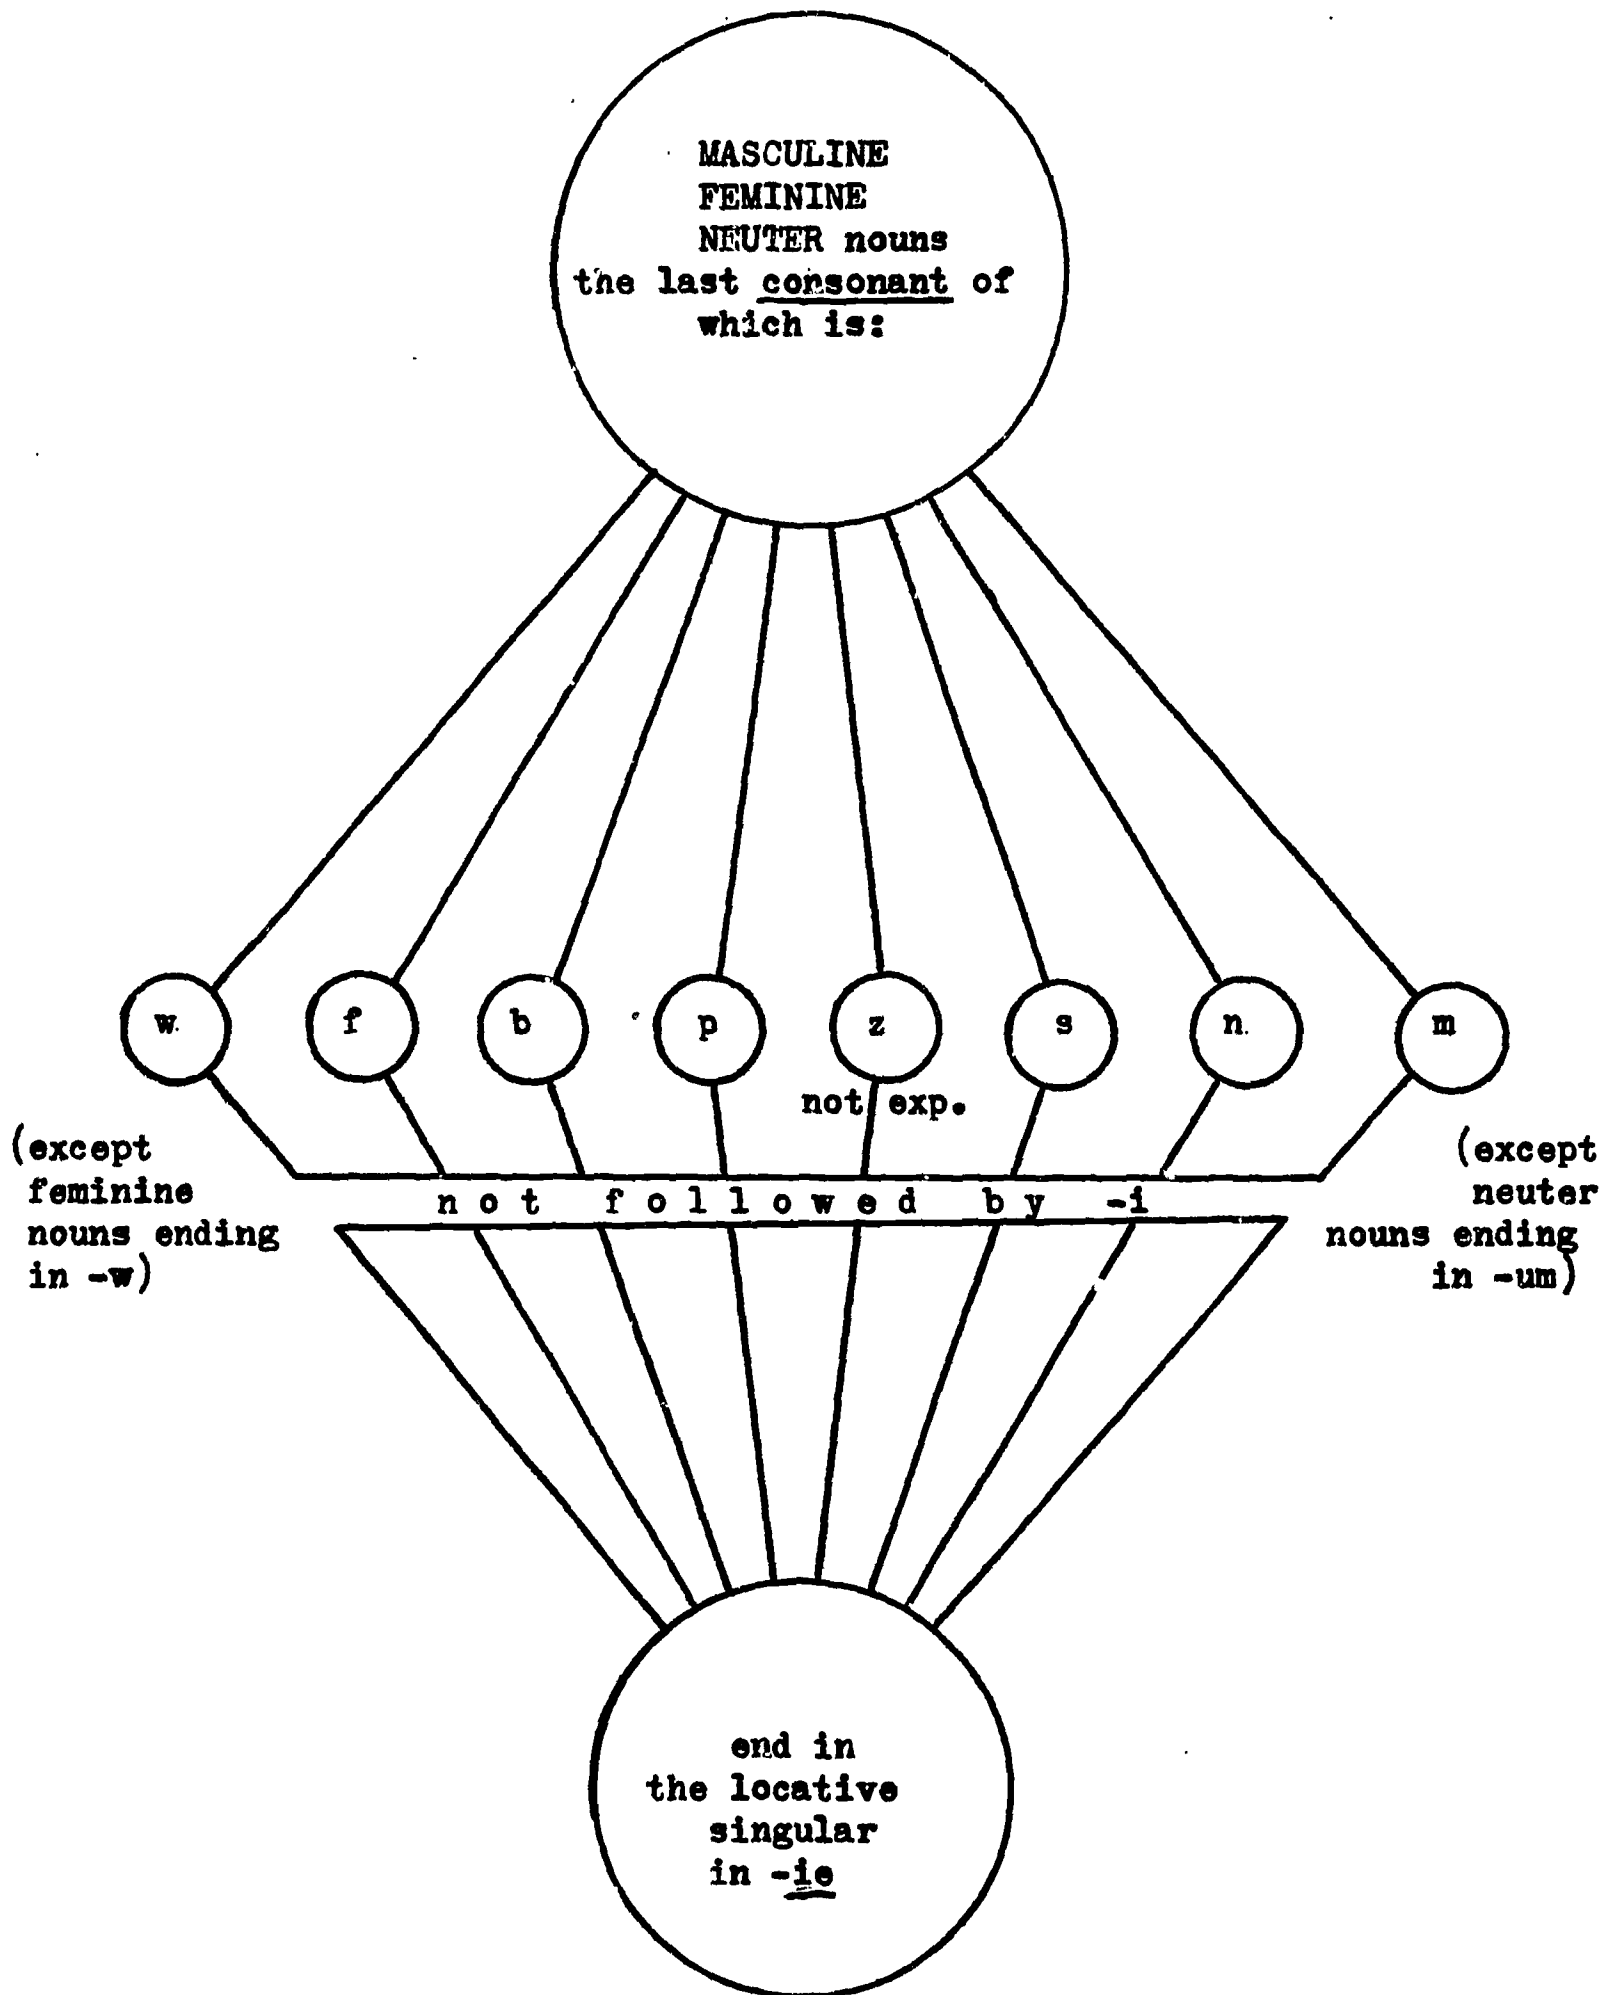 MASCULINE
FEMININE
NEUTER nouns
the last consonant of
which is:
w f b p z s n m
not exp.
(except
feminine
nouns ending
in -w)
not followed by -i
(except
neuter
nouns ending
in -um)
end in
the locative
singular
in -ie